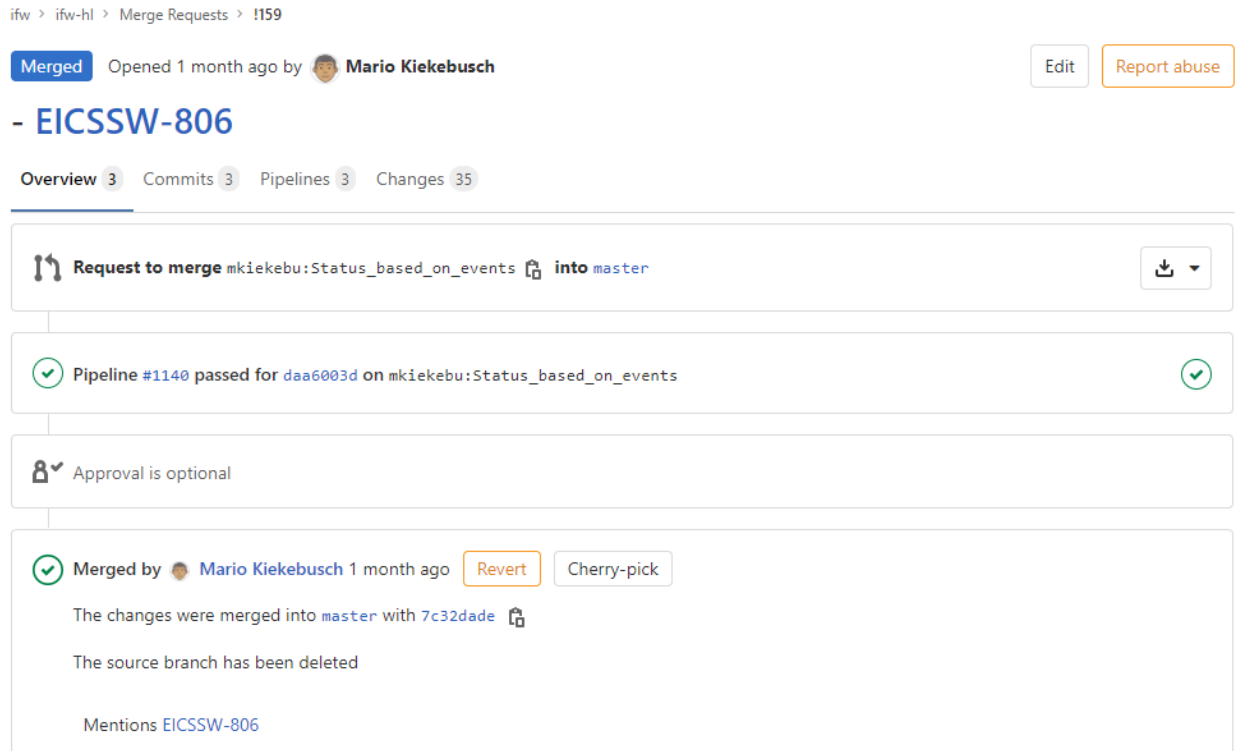 ifw > ifw-hl > Merge Requests > !159
Merged Opened 1 month ago by Mario Kiekebusch Edit Report abuse
- EICSSW-806
Overview 3 Commits 3 Pipelines 3 Changes 35
Request to merge mkiekebu:Status_based_on_events into master
Pipeline #1140 passed for daa6003d on mkiekebu:Status_based_on_events
Approval is optional
Merged by Mario Kiekebusch 1 month ago Revert Cherry-pick
The changes were merged into master with 7c32dade
The source branch has been deleted
Mentions EICSSW-806